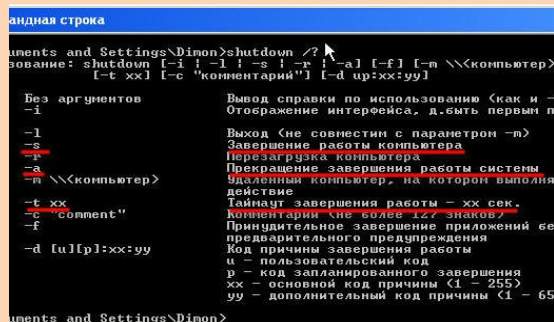 андная строка
uments and Settings\Dimon>shutdown /?
зование: shutdown [-i | -l | -s | -r | -a] [-f] [-m \\<компьютер>
[-t xx] [-c "комментарий"] [-d up:xx:yy]
Без аргументов Вывод справки по использованию (как и -
-i Отображение интерфейса, д.быть первым п
-l Выход (не совместим с параметром -m)
-s Завершение работы компьютера
-r Перезагрузка компьютера
-a Прекращение завершения работы системы
-m \\<компьютер> Удаленный компьютер, на котором выполня
действие
-t xx Таймаут завершения работы - xx сек.
-c "comment" Комментарий (не более 127 знаков)
-f Принудительное завершение приложений бе
предварительного предупреждения
-d [u][p]:xx:yy Код причины завершения работы
u - пользовательский код
p - код запланированного завершения
xx - основной код причины (1 - 255)
yy - дополнительный код причины (1 - 65
uments and Settings\Dimon>